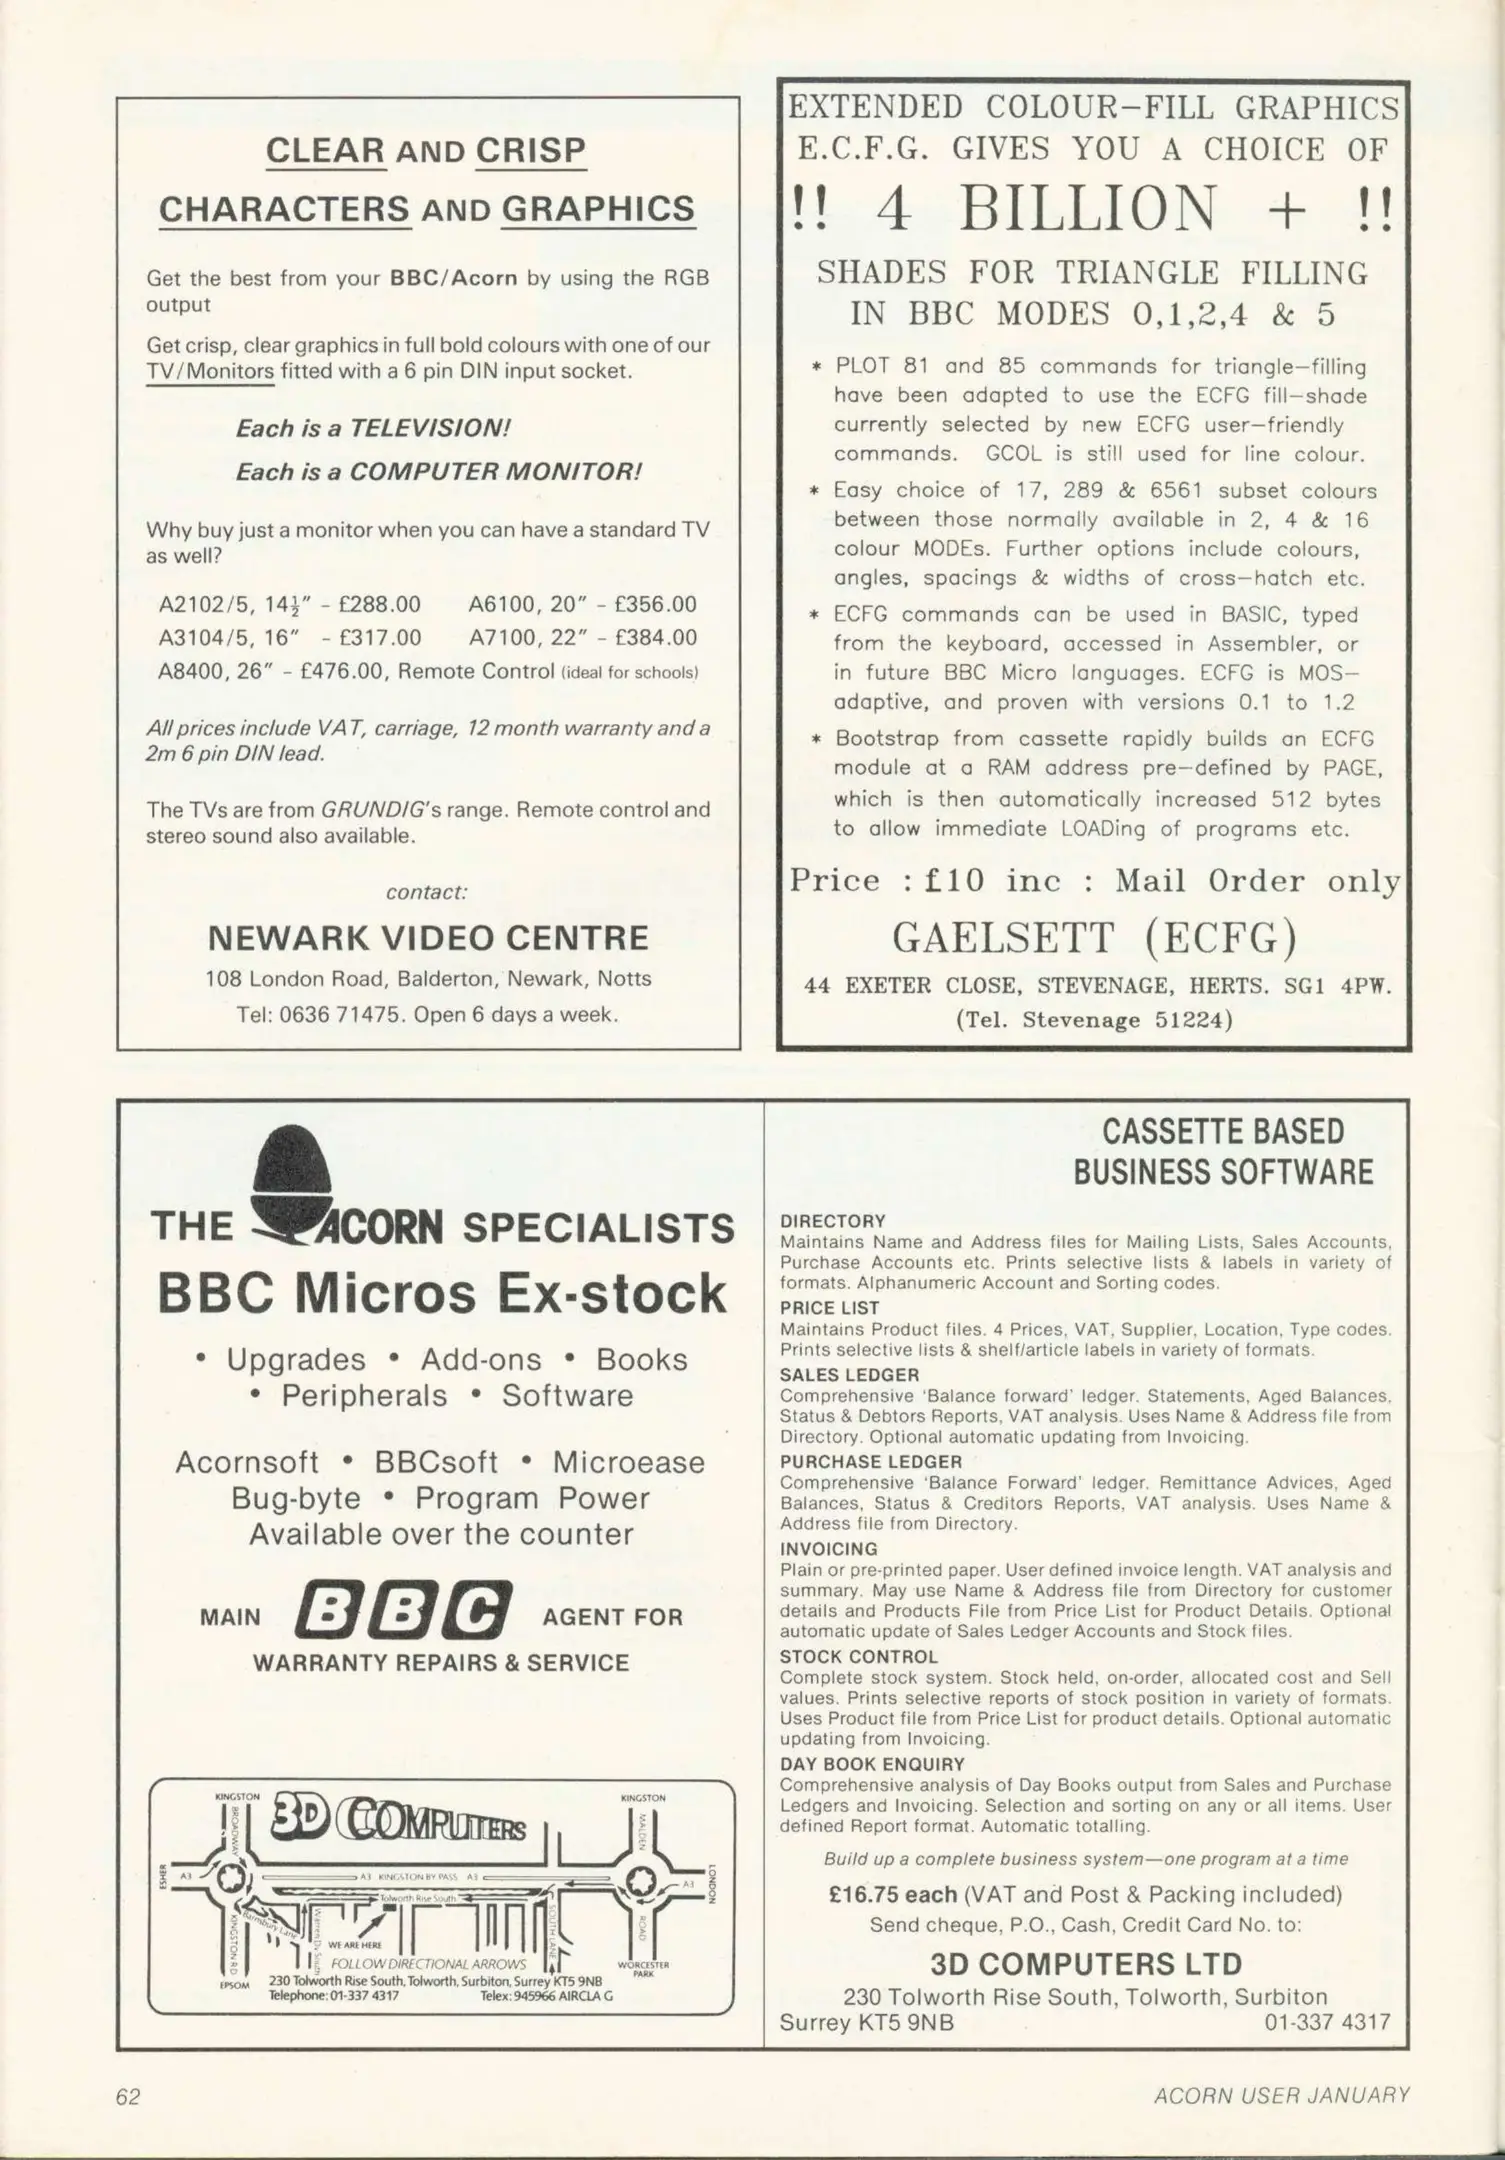 CLEAR AND CRISP
CHARACTERS AND GRAPHICS
Get the best from your BBC/Acorn by using the RGB
output
Get crisp, clear graphics in full bold colours with one of our
TV/Monitors fitted with a 6 pin DIN input socket.
Each is a TELEVISION!
Each is a COMPUTER MONITOR!
Why buy just a monitor when you can have a standard TV
as well?
A2102/5, 14½" - £288.00 A6100, 20" - £356.00
A3104/5, 16" - £317.00 A7100, 22" - £384.00
A8400, 26" - £476.00, Remote Control (ideal for schools)
All prices include VAT, carriage, 12 month warranty and a
2m 6 pin DIN lead.
The TVs are from GRUNDIG's range. Remote control and
stereo sound also available.
contact:
NEWARK VIDEO CENTRE
108 London Road, Balderton, Newark, Notts
Tel: 0636 71475. Open 6 days a week.
EXTENDED COLOUR-FILL GRAPHICS
E.C.F.G. GIVES YOU A CHOICE OF
!! 4 BILLION + !!
SHADES FOR TRIANGLE FILLING
IN BBC MODES 0,1,2,4 & 5
* PLOT 81 and 85 commands for triangle-filling
have been adapted to use the ECFG fill-shade
currently selected by new ECFG user-friendly
commands. GCOL is still used for line colour.
* Easy choice of 17, 289 & 6561 subset colours
between those normally available in 2, 4 & 16
colour MODEs. Further options include colours,
angles, spacings & widths of cross-hatch etc.
* ECFG commands can be used in BASIC, typed
from the keyboard, accessed in Assembler, or
in future BBC Micro languages. ECFG is MOS-
adaptive, and proven with versions 0.1 to 1.2
* Bootstrap from cassette rapidly builds an ECFG
module at a RAM address pre-defined by PAGE,
which is then automatically increased 512 bytes
to allow immediate LOADing of programs etc.
Price : £10 inc : Mail Order only
GAELSETT (ECFG)
44 EXETER CLOSE, STEVENAGE, HERTS. SG1 4PW.
(Tel. Stevenage 51224)
THE ACORN SPECIALISTS
BBC Micros Ex-stock
• Upgrades • Add-ons • Books
• Peripherals • Software
Acornsoft • BBCsoft • Microease
Bug-byte • Program Power
Available over the counter
MAIN BBC AGENT FOR
WARRANTY REPAIRS & SERVICE
3D COMPUTERS
KINGSTON
KINGSTON
BROADWAY
MALDEN
ESHER
A3
A3 KINGSTON BY PASS A3
A3
LONDON
Tolworth Rise South
Barnsbury Lane
Warren Dv South
SOUTH LANE
ROAD
KINGSTON RD
WE ARE HERE
FOLLOW DIRECTIONAL ARROWS
EPSOM
WORCESTER
PARK
230 Tolworth Rise South, Tolworth, Surbiton, Surrey KT5 9NB
Telephone: 01-337 4317 Telex: 945966 AIRCLA G
CASSETTE BASED
BUSINESS SOFTWARE
DIRECTORY
Maintains Name and Address files for Mailing Lists, Sales Accounts,
Purchase Accounts etc. Prints selective lists & labels in variety of
formats. Alphanumeric Account and Sorting codes.
PRICE LIST
Maintains Product files. 4 Prices, VAT, Supplier, Location, Type codes.
Prints selective lists & shelf/article labels in variety of formats.
SALES LEDGER
Comprehensive 'Balance forward' ledger. Statements, Aged Balances,
Status & Debtors Reports, VAT analysis. Uses Name & Address file from
Directory. Optional automatic updating from Invoicing.
PURCHASE LEDGER
Comprehensive 'Balance Forward' ledger. Remittance Advices, Aged
Balances, Status & Creditors Reports, VAT analysis. Uses Name &
Address file from Directory.
INVOICING
Plain or pre-printed paper. User defined invoice length. VAT analysis and
summary. May use Name & Address file from Directory for customer
details and Products File from Price List for Product Details. Optional
automatic update of Sales Ledger Accounts and Stock files.
STOCK CONTROL
Complete stock system. Stock held, on-order, allocated cost and Sell
values. Prints selective reports of stock position in variety of formats.
Uses Product file from Price List for product details. Optional automatic
updating from Invoicing.
DAY BOOK ENQUIRY
Comprehensive analysis of Day Books output from Sales and Purchase
Ledgers and Invoicing. Selection and sorting on any or all items. User
defined Report format. Automatic totalling.
Build up a complete business system—one program at a time
£16.75 each (VAT and Post & Packing included)
Send cheque, P.O., Cash, Credit Card No. to:
3D COMPUTERS LTD
230 Tolworth Rise South, Tolworth, Surbiton
Surrey KT5 9NB 01-337 4317
62
ACORN USER JANUARY